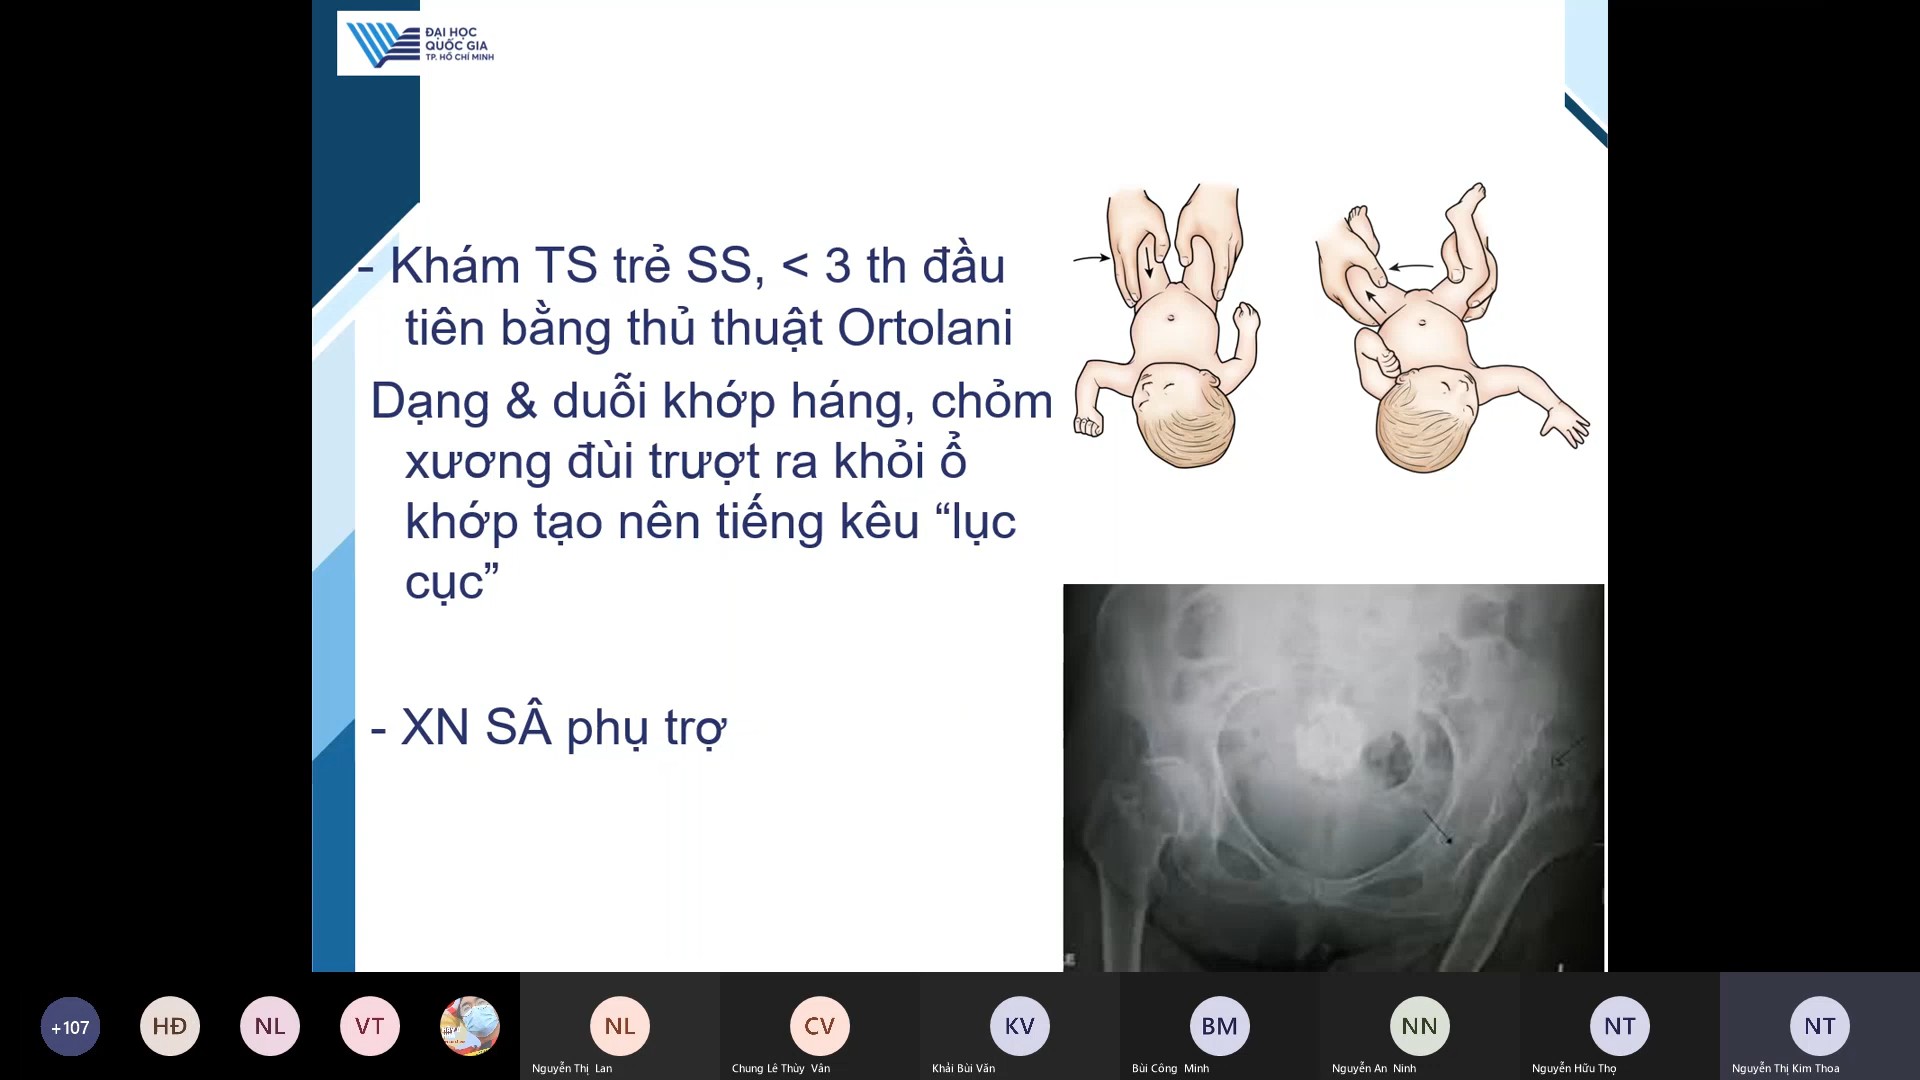 ĐẠI HỌC
QUỐC GIA
TP. HỒ CHÍ MINH
- Khám TS trẻ SS, < 3 th đầu
tiên bằng thủ thuật Ortolani
Dạng & duỗi khớp háng, chỏm
xương đùi trượt ra khỏi ổ
khớp tạo nên tiếng kêu “lục
cục”
- XN SÂ phụ trợ
+107
HĐ
NL
VT
NL
CV
KV
BM
NN
NT
NT
Nguyễn Thị Lan
Chung Lê Thùy Vân
Khải Bùi Văn
Bùi Công Minh
Nguyễn An Ninh
Nguyễn Hữu Thọ
Nguyễn Thị Kim Thoa